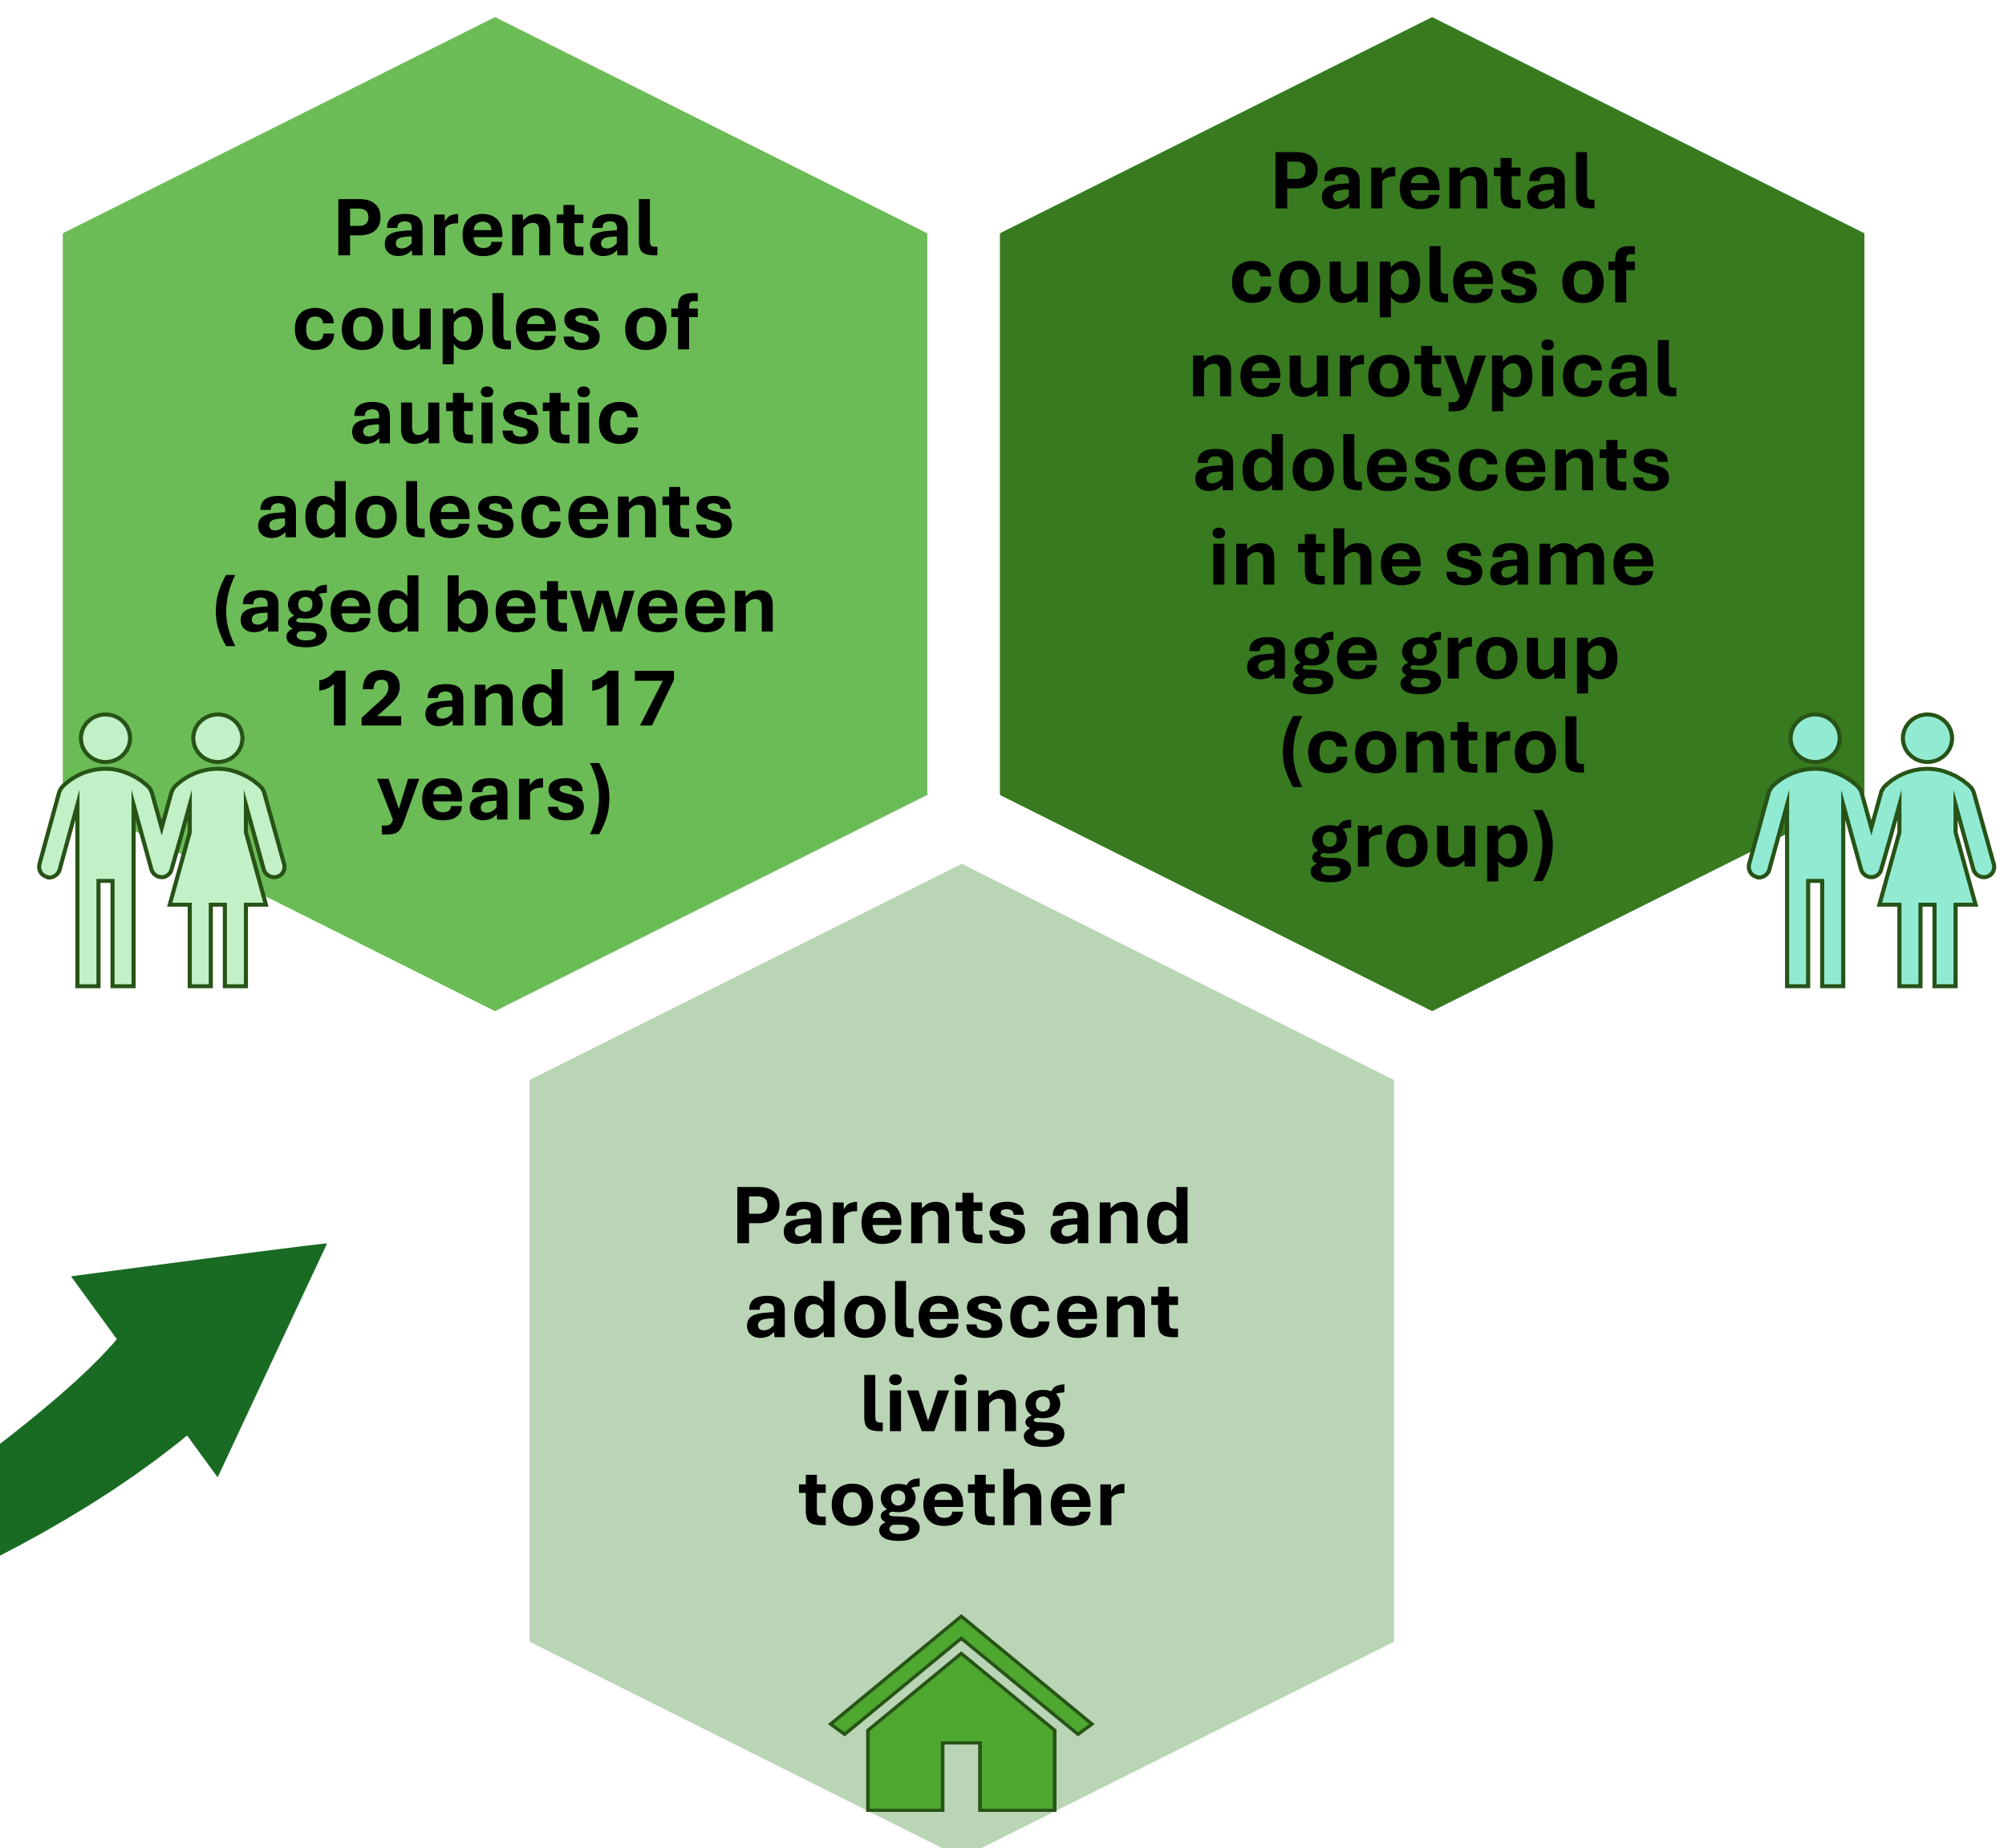 Parental
couples of
autistic
adolescents
(aged between
12 and 17
years)
Parental
couples of
neurotypical
adolescents
in the same
age group
(control
group)
Parents and
adolescent
living
together